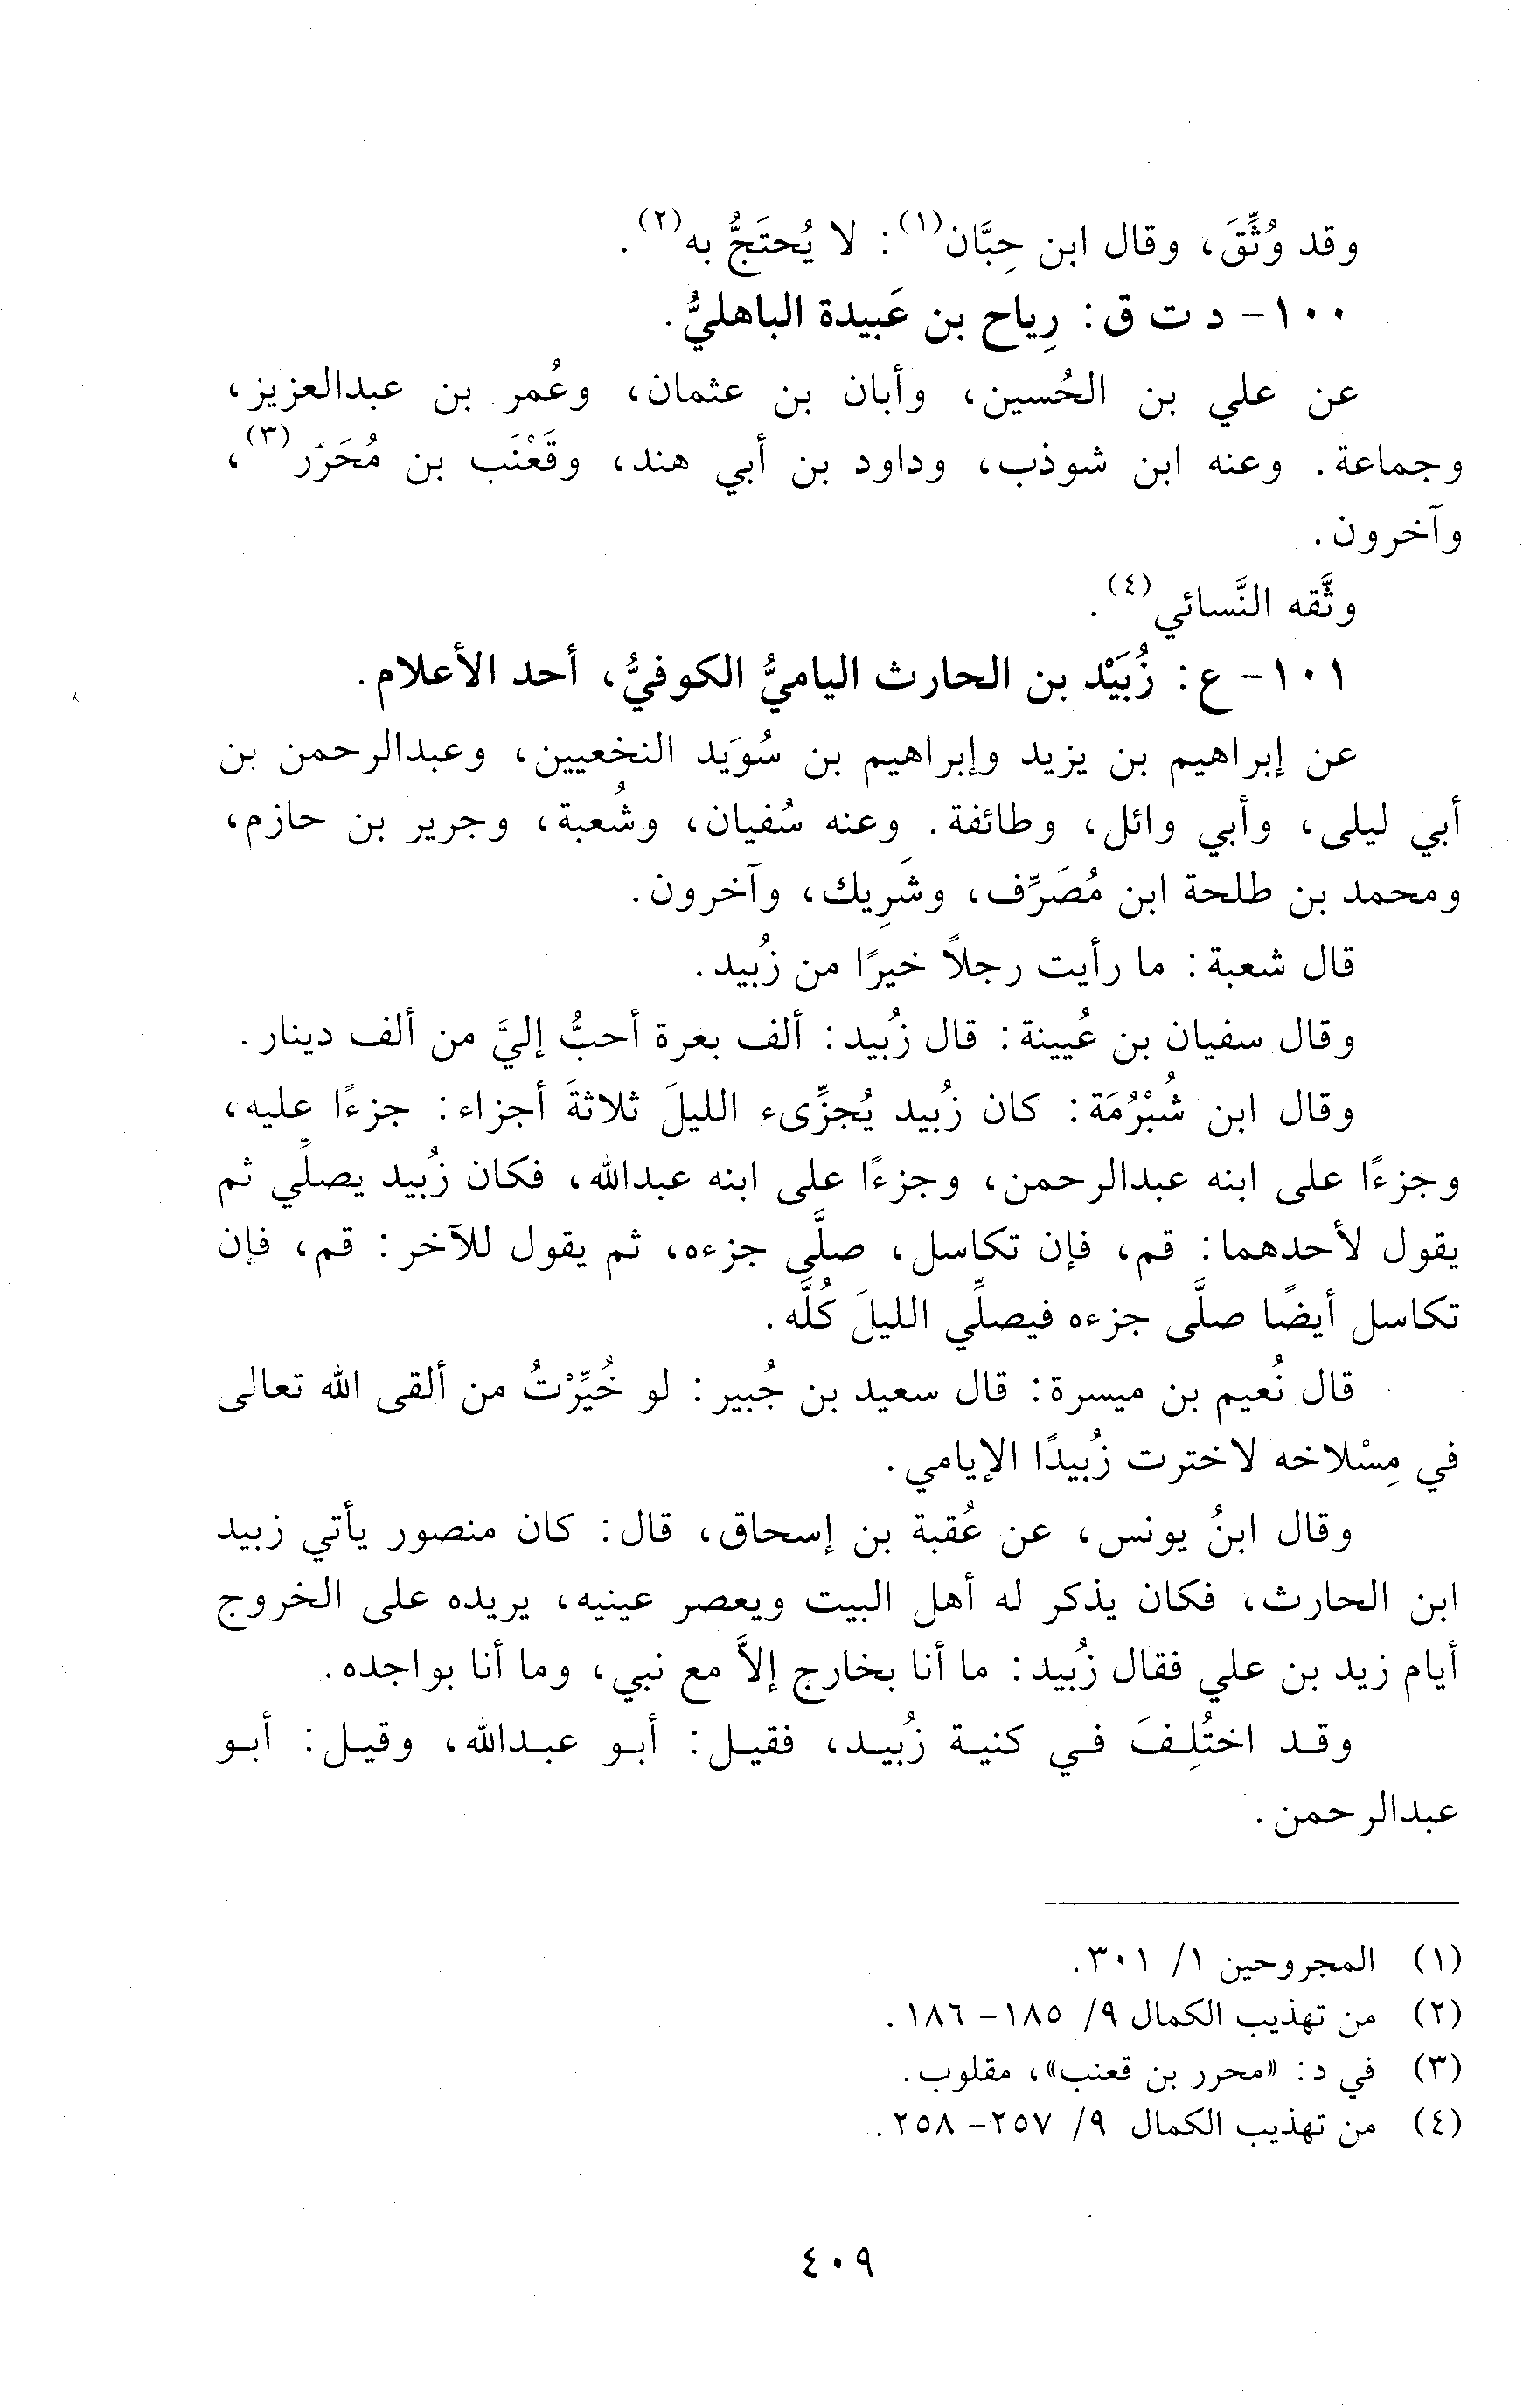 وقد وُثِّقَ، وقال ابن حِبَّان(١): لا يُحتَجُّ به(٢).
١٠٠- د ت ق: رِياح بن عَبيدة الباهليُّ.
عن علي بن الحُسين، وأبان بن عثمان، وعُمر بن عبدالعزيز،
وجماعة. وعنه ابن شوذب، وداود بن أبي هند، وقَعْنَب بن مُحَرّر(٣)،
وآخرون.
وثَّقه النَّسائي(٤).
١٠١- ع: زُبَيْد بن الحارث الياميُّ الكوفيُّ، أحد الأعلام.
عن إبراهيم بن يزيد وإبراهيم بن سُوَيد النخعيين، وعبدالرحمن بن
أبي ليلى، وأبي وائل، وطائفة. وعنه سُفيان، وشُعبة، وجرير بن حازم،
ومحمد بن طلحة ابن مُصَرِّف، وشَرِيك، وآخرون.
قال شعبة: ما رأيت رجلاً خيرًا من زُبيد.
وقال سفيان بن عُيينة: قال زُبيد: ألف بعرة أحبُّ إليَّ من ألف دينار.
وقال ابن شُبْرُمَة: كان زُبيد يُجزِّىء الليلَ ثلاثةَ أجزاء: جزءًا عليه،
وجزءًا على ابنه عبدالرحمن، وجزءًا على ابنه عبدالله، فكان زُبيد يصلِّي ثم
يقول لأحدهما: قم، فإن تكاسل، صلَّى جزءه، ثم يقول للآخر: قم، فإن
تكاسل أيضًا صلَّى جزءه فيصلِّي الليلَ كُلَّه.
قال نُعيم بن ميسرة: قال سعيد بن جُبير: لو خُيِّرْتُ من ألقى الله تعالى
في مِسْلاخه لاخترت زُبيدًا الإيامي.
وقال ابنُ يونس، عن عُقبة بن إسحاق، قال: كان منصور يأتي زبيد
ابن الحارث، فكان يذكر له أهل البيت ويعصر عينيه، يريده على الخروج
أيام زيد بن علي فقال زُبيد: ما أنا بخارج إلاَّ مع نبي، وما أنا بواجده.
وقد اختُلِفَ في كنية زُبيد، فقيل: أبو عبدالله، وقيل: أبو
عبدالرحمن.
(١) المجروحين ١/ ٣٠١.
(٢) من تهذيب الكمال ٩/ ١٨٥- ١٨٦.
(٣) في د: «محرر بن قعنب»، مقلوب.
(٤) من تهذيب الكمال ٩/ ٢٥٧- ٢٥٨.
٤٠٩